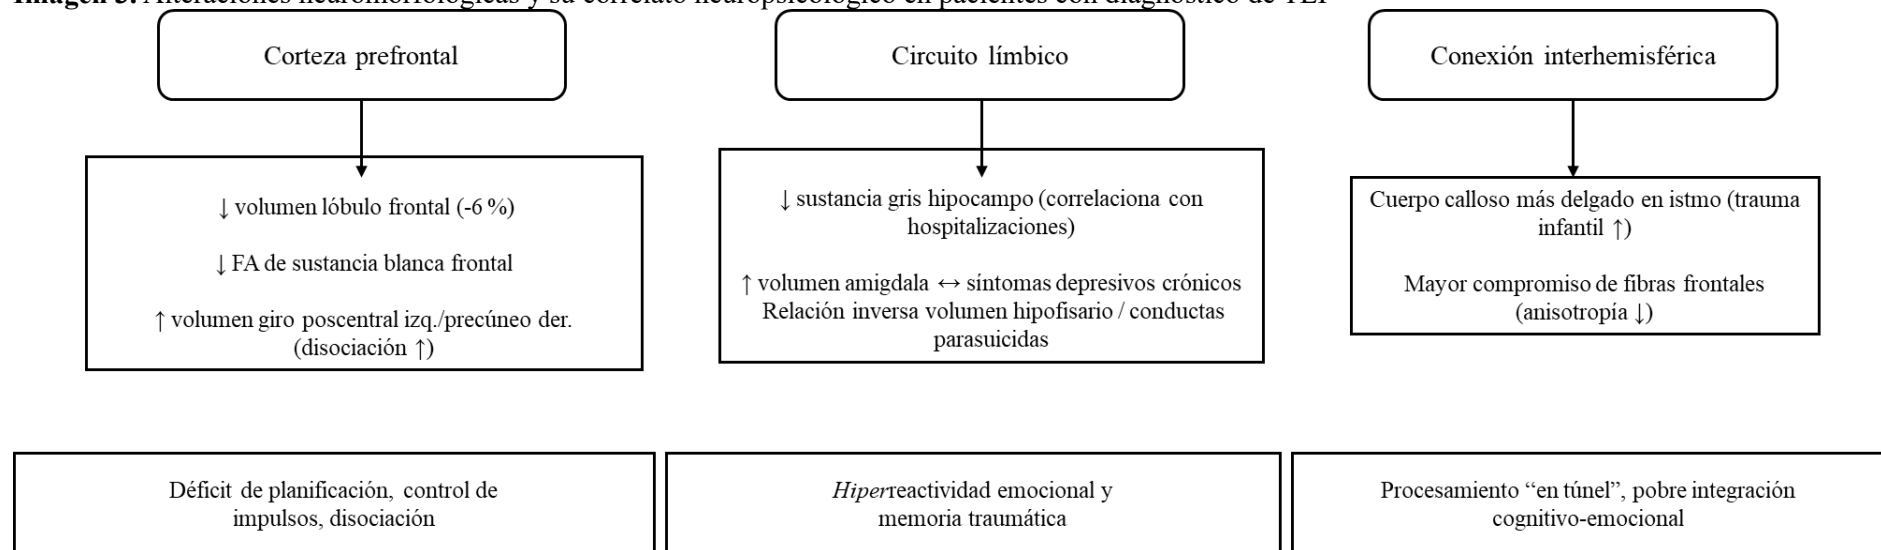 Corteza prefrontal
Circuito límbico
Conexión interhemisférica
↓ volumen lóbulo frontal (-6 %)
↓ FA de sustancia blanca frontal
↑ volumen giro poscentral izq./precúneo der.
(disociación ↑)
↓ sustancia gris hipocampo (correlaciona con
hospitalizaciones)
↑ volumen amigdala ↔ síntomas depresivos crónicos
Relación inversa volumen hipofisario / conductas
parasuicidas
Cuerpo calloso más delgado en istmo (trauma
infantil ↑)
Mayor compromiso de fibras frontales
(anisotropía ↓)
Déficit de planificación, control de
impulsos, disociación
Hiperreactividad emocional y
memoria traumática
Procesamiento “en túnel”, pobre integración
cognitivo-emocional